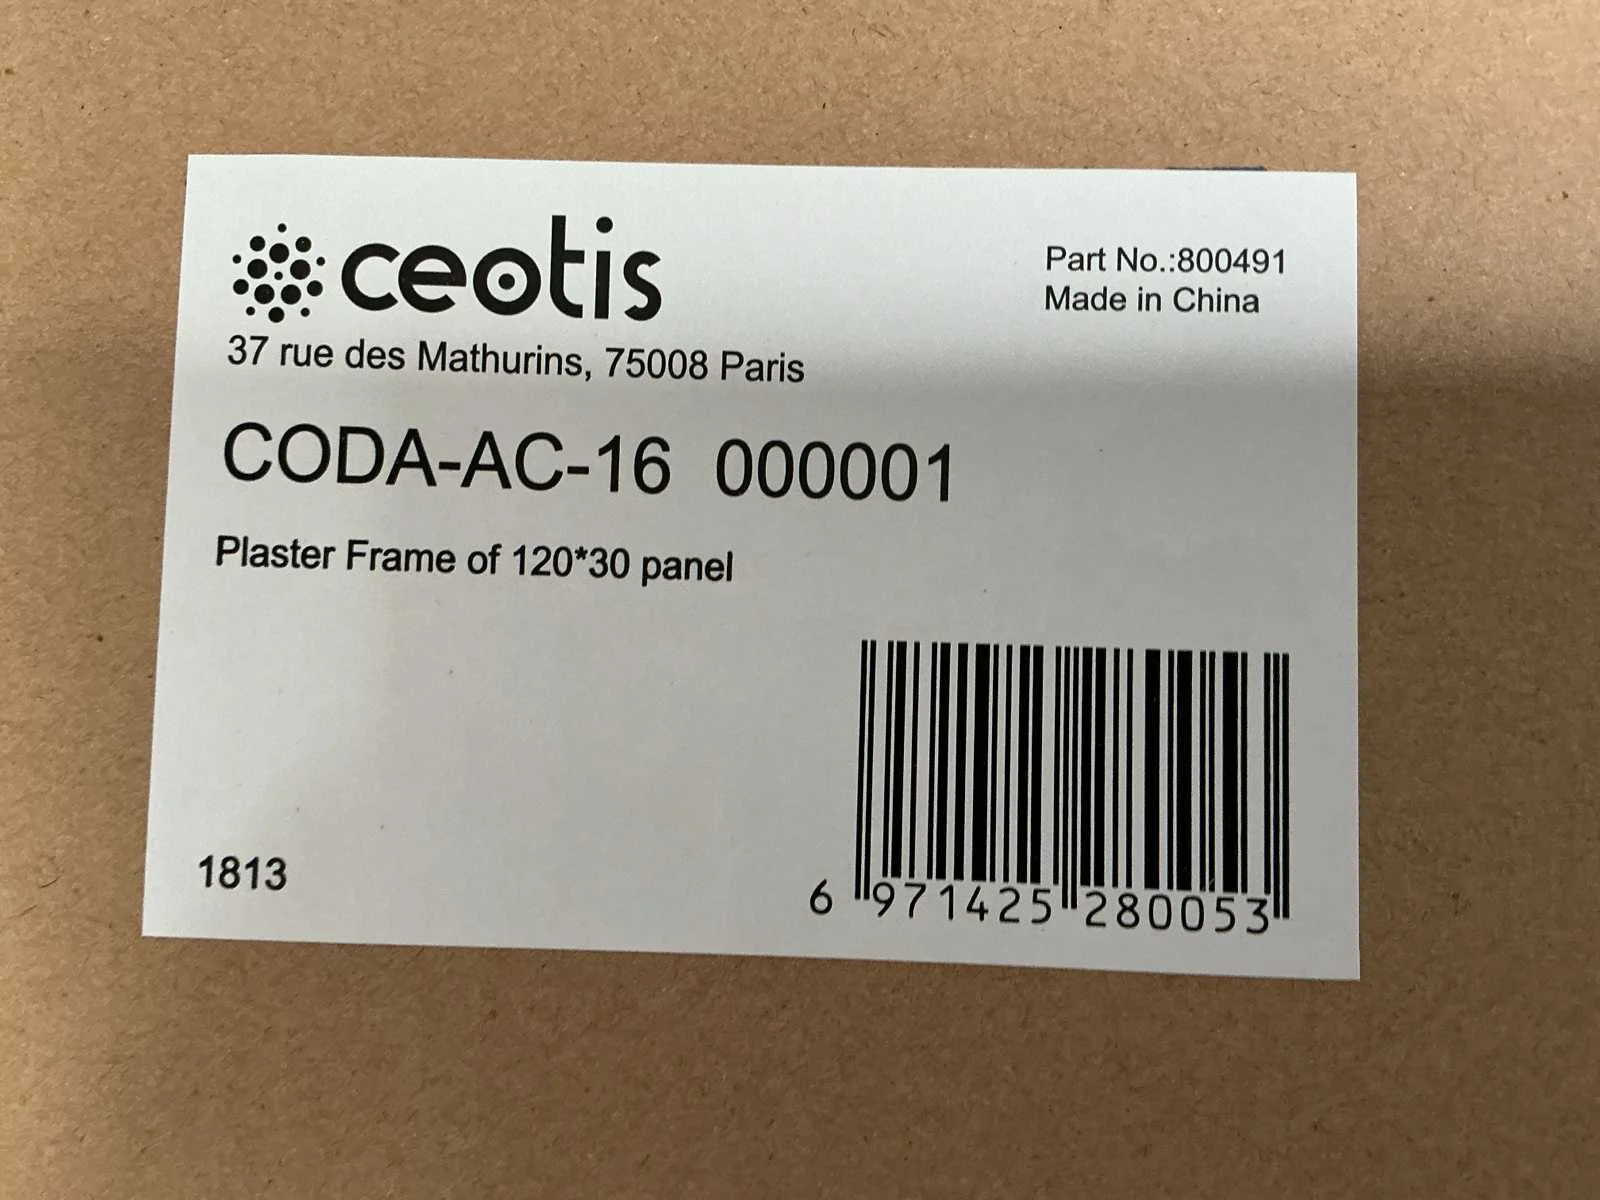 ceotis
37 rue des Mathurins, 75008 Paris
Part No.:800491
Made in China
CODA-AC-16 000001
Plaster Frame of 120*30 panel
1813
6 971425 280053